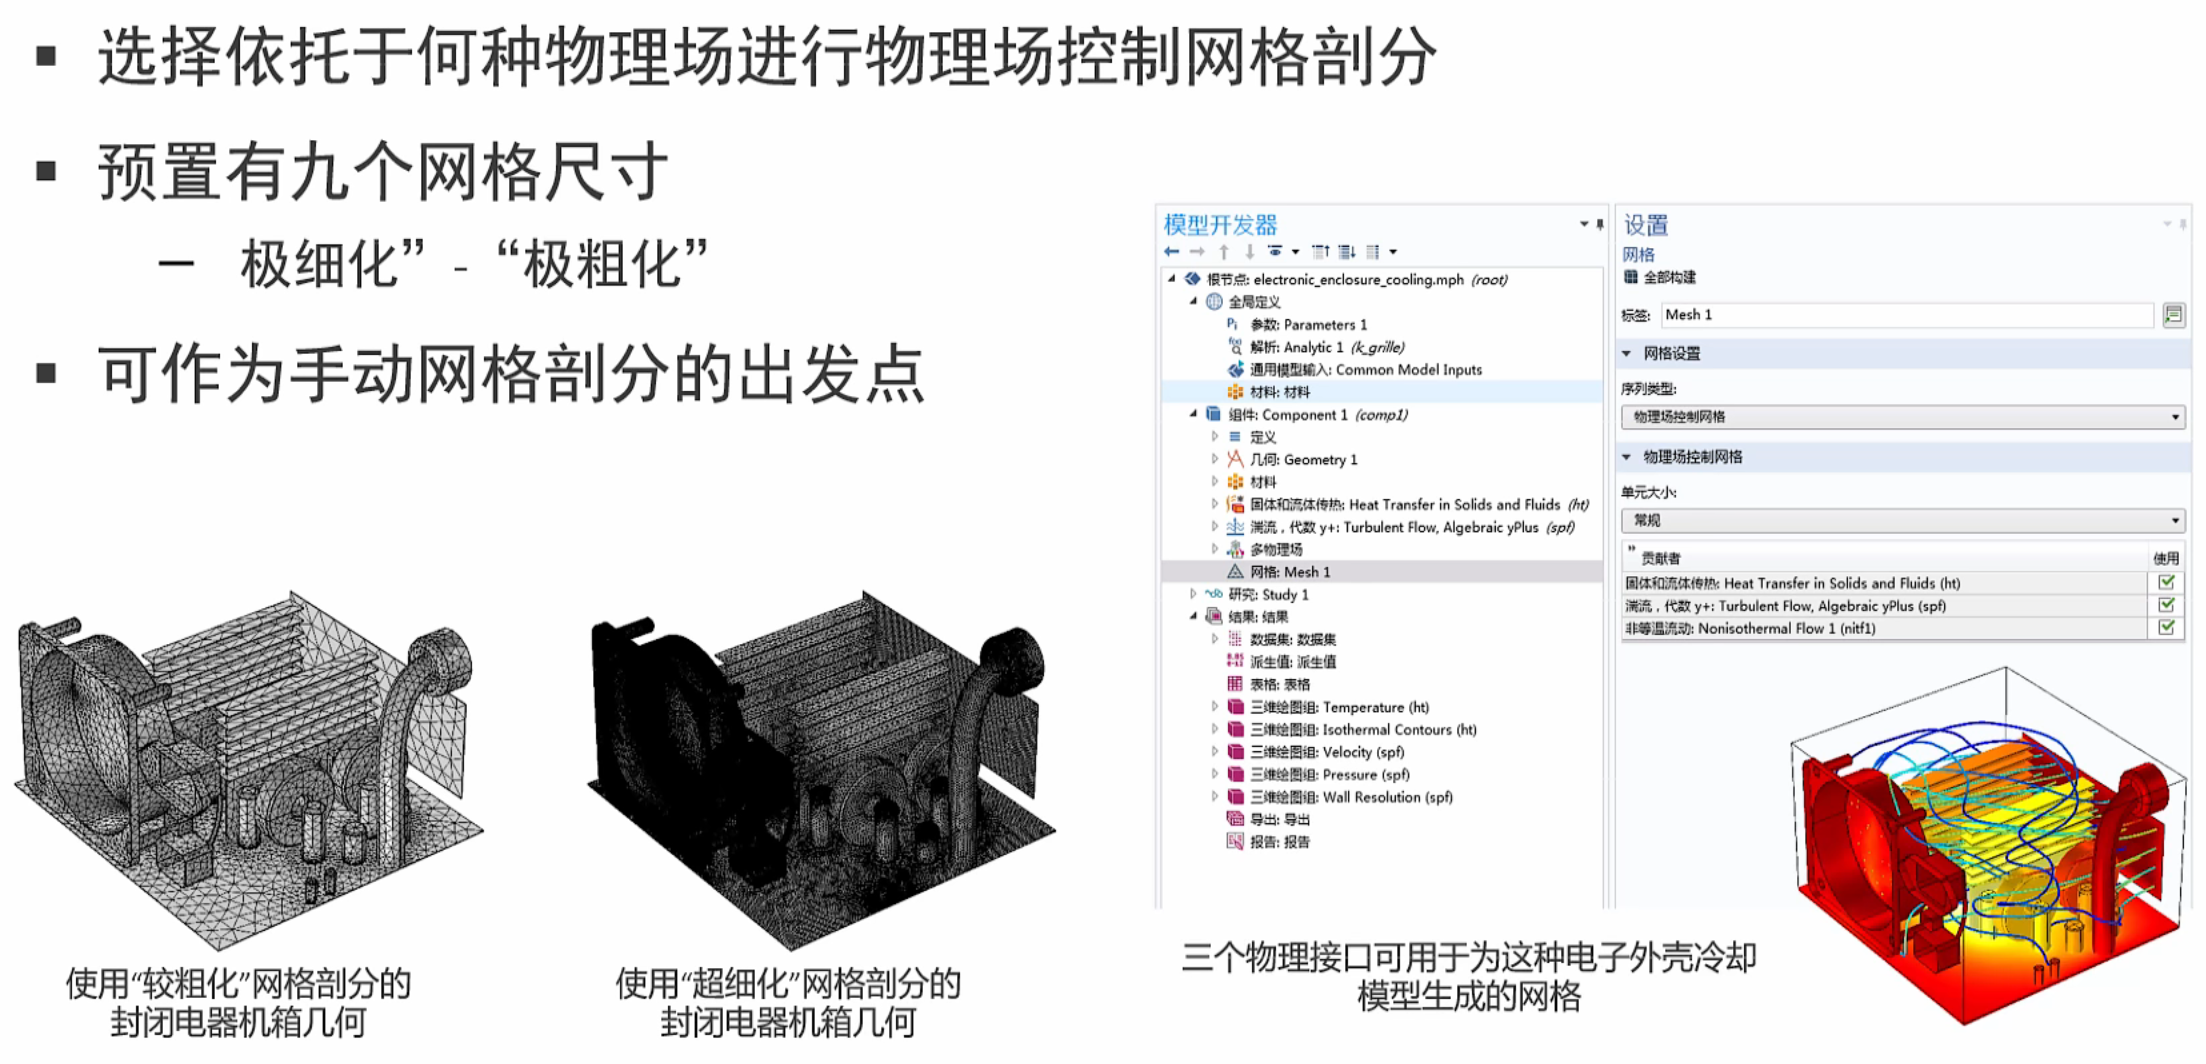 ▪ 选择依托于何种物理场进行物理场控制网格剖分
▪ 预置有九个网格尺寸
– 极细化” - “极粗化”
▪ 可作为手动网格剖分的出发点
使用“较粗化”网格剖分的
封闭电器机箱几何
使用“超细化”网格剖分的
封闭电器机箱几何
模型开发器
根节点: electronic_enclosure_cooling.mph (root)
全局定义
Pi 参数: Parameters 1
解析: Analytic 1 (k_grille)
通用模型输入: Common Model Inputs
材料: 材料
组件: Component 1 (comp1)
定义
几何: Geometry 1
材料
固体和流体传热: Heat Transfer in Solids and Fluids (ht)
湍流，代数 y+: Turbulent Flow, Algebraic yPlus (spf)
多物理场
网格: Mesh 1
研究: Study 1
结果: 结果
数据集: 数据集
派生值: 派生值
表格: 表格
三维绘图组: Temperature (ht)
三维绘图组: Isothermal Contours (ht)
三维绘图组: Velocity (spf)
三维绘图组: Pressure (spf)
三维绘图组: Wall Resolution (spf)
导出: 导出
报告: 报告
设置
网格
全部构建
标签: Mesh 1
网格设置
序列类型:
物理场控制网格
物理场控制网格
单元大小:
常规
贡献者 使用
固体和流体传热: Heat Transfer in Solids and Fluids (ht)
湍流，代数 y+: Turbulent Flow, Algebraic yPlus (spf)
非等温流动: Nonisothermal Flow 1 (nitf1)
三个物理接口可用于为这种电子外壳冷却
模型生成的网格